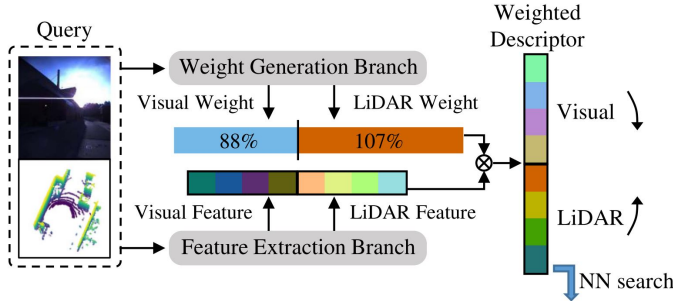 Query
Weighted
Descriptor
Weight Generation Branch
Visual Weight
LiDAR Weight
88%
107%
Visual
Visual Feature
LiDAR Feature
LiDAR
Feature Extraction Branch
NN search